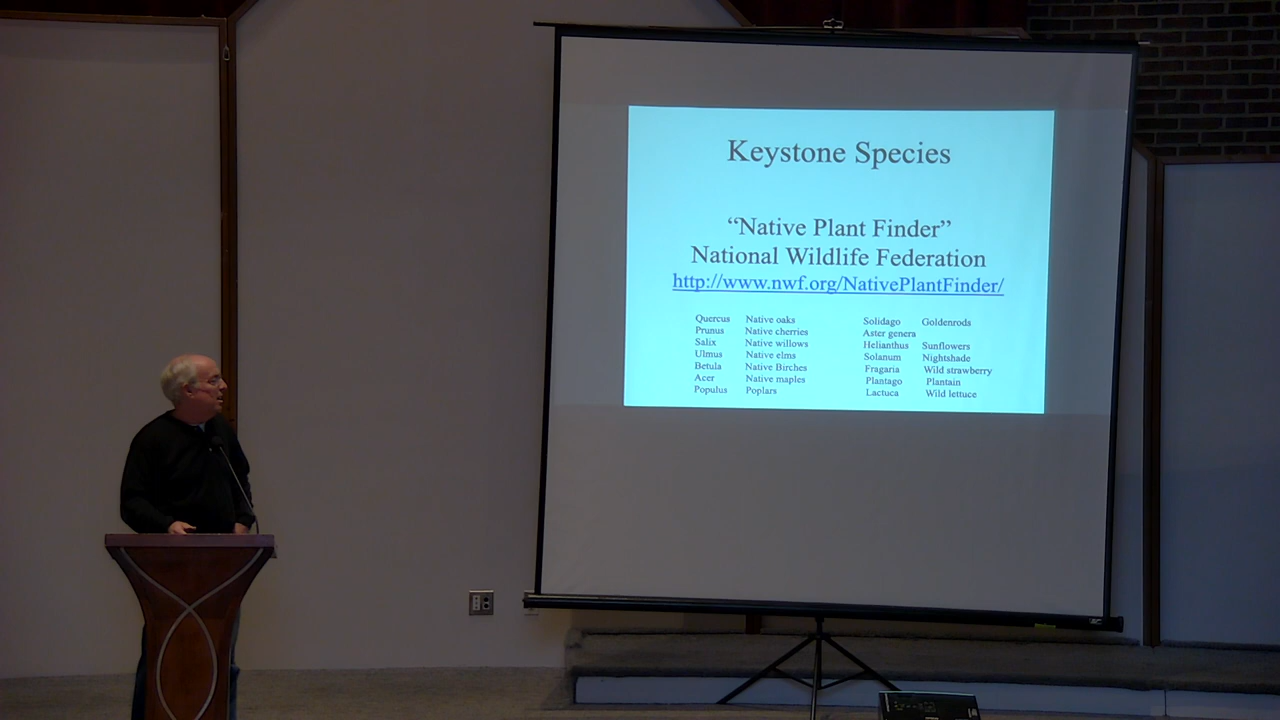 Keystone Species
“Native Plant Finder”
National Wildlife Federation
http://www.nwf.org/NativePlantFinder/
Quercus Native oaks
Prunus Native cherries
Salix Native willows
Ulmus Native elms
Betula Native Birches
Acer Native maples
Populus Poplars
Solidago Goldenrods
Aster genera
Helianthus Sunflowers
Solanum Nightshade
Fragaria Wild strawberry
Plantago Plantain
Lactuca Wild lettuce